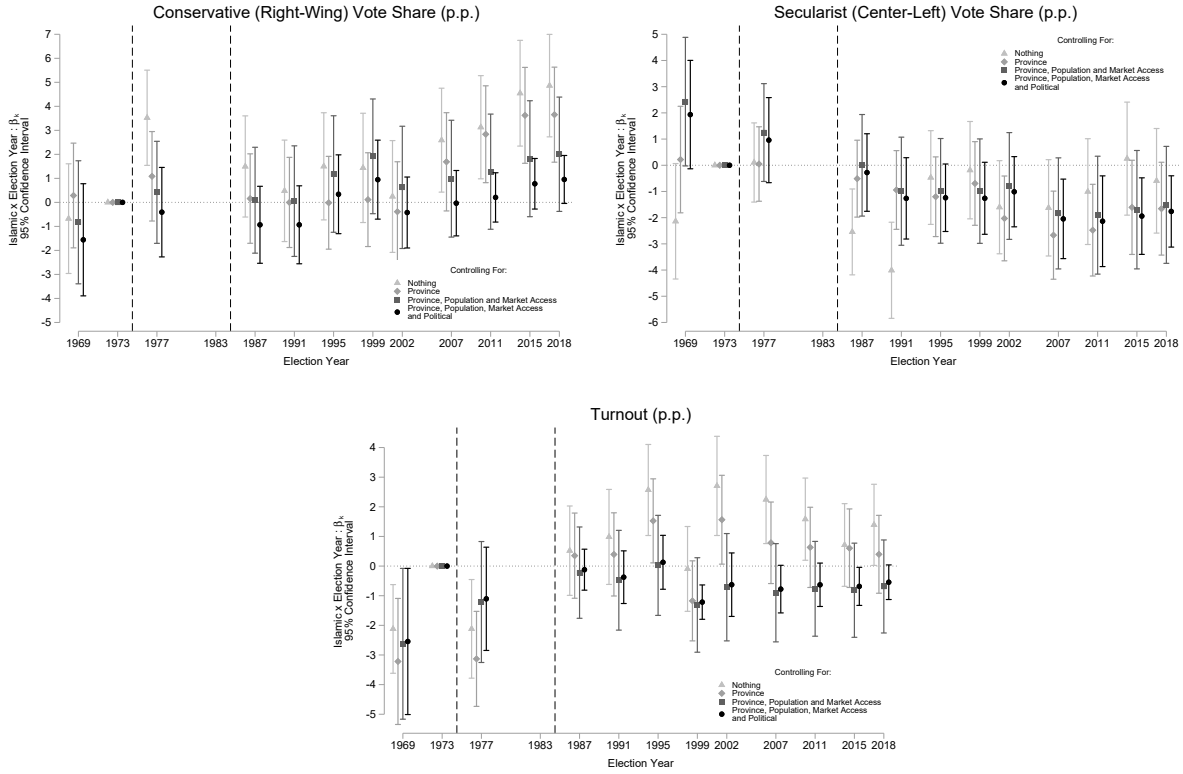 Conservative (Right-Wing) Vote Share (p.p.)
Islamic x Election Year : βk
95% Confidence Interval
7
6
5
4
3
2
1
0
-1
-2
-3
-4
-5
Controlling For:
Nothing
Province
Province, Population and Market Access
Province, Population, Market Access
and Political
1969 1973 1977 1983 1987 1991 1995 1999 2002 2007 2011 2015 2018
Election Year
Secularist (Center-Left) Vote Share (p.p.)
Islamic x Election Year : βk
95% Confidence Interval
5
4
3
2
1
0
-1
-2
-3
-4
-5
-6
Controlling For:
Nothing
Province
Province, Population and Market Access
Province, Population, Market Access
and Political
1969 1973 1977 1983 1987 1991 1995 1999 2002 2007 2011 2015 2018
Election Year
Turnout (p.p.)
Islamic x Election Year : βk
95% Confidence Interval
4
3
2
1
0
-1
-2
-3
-4
-5
Controlling For:
Nothing
Province
Province, Population and Market Access
Province, Population, Market Access
and Political
1969 1973 1977 1983 1987 1991 1995 1999 2002 2007 2011 2015 2018
Election Year